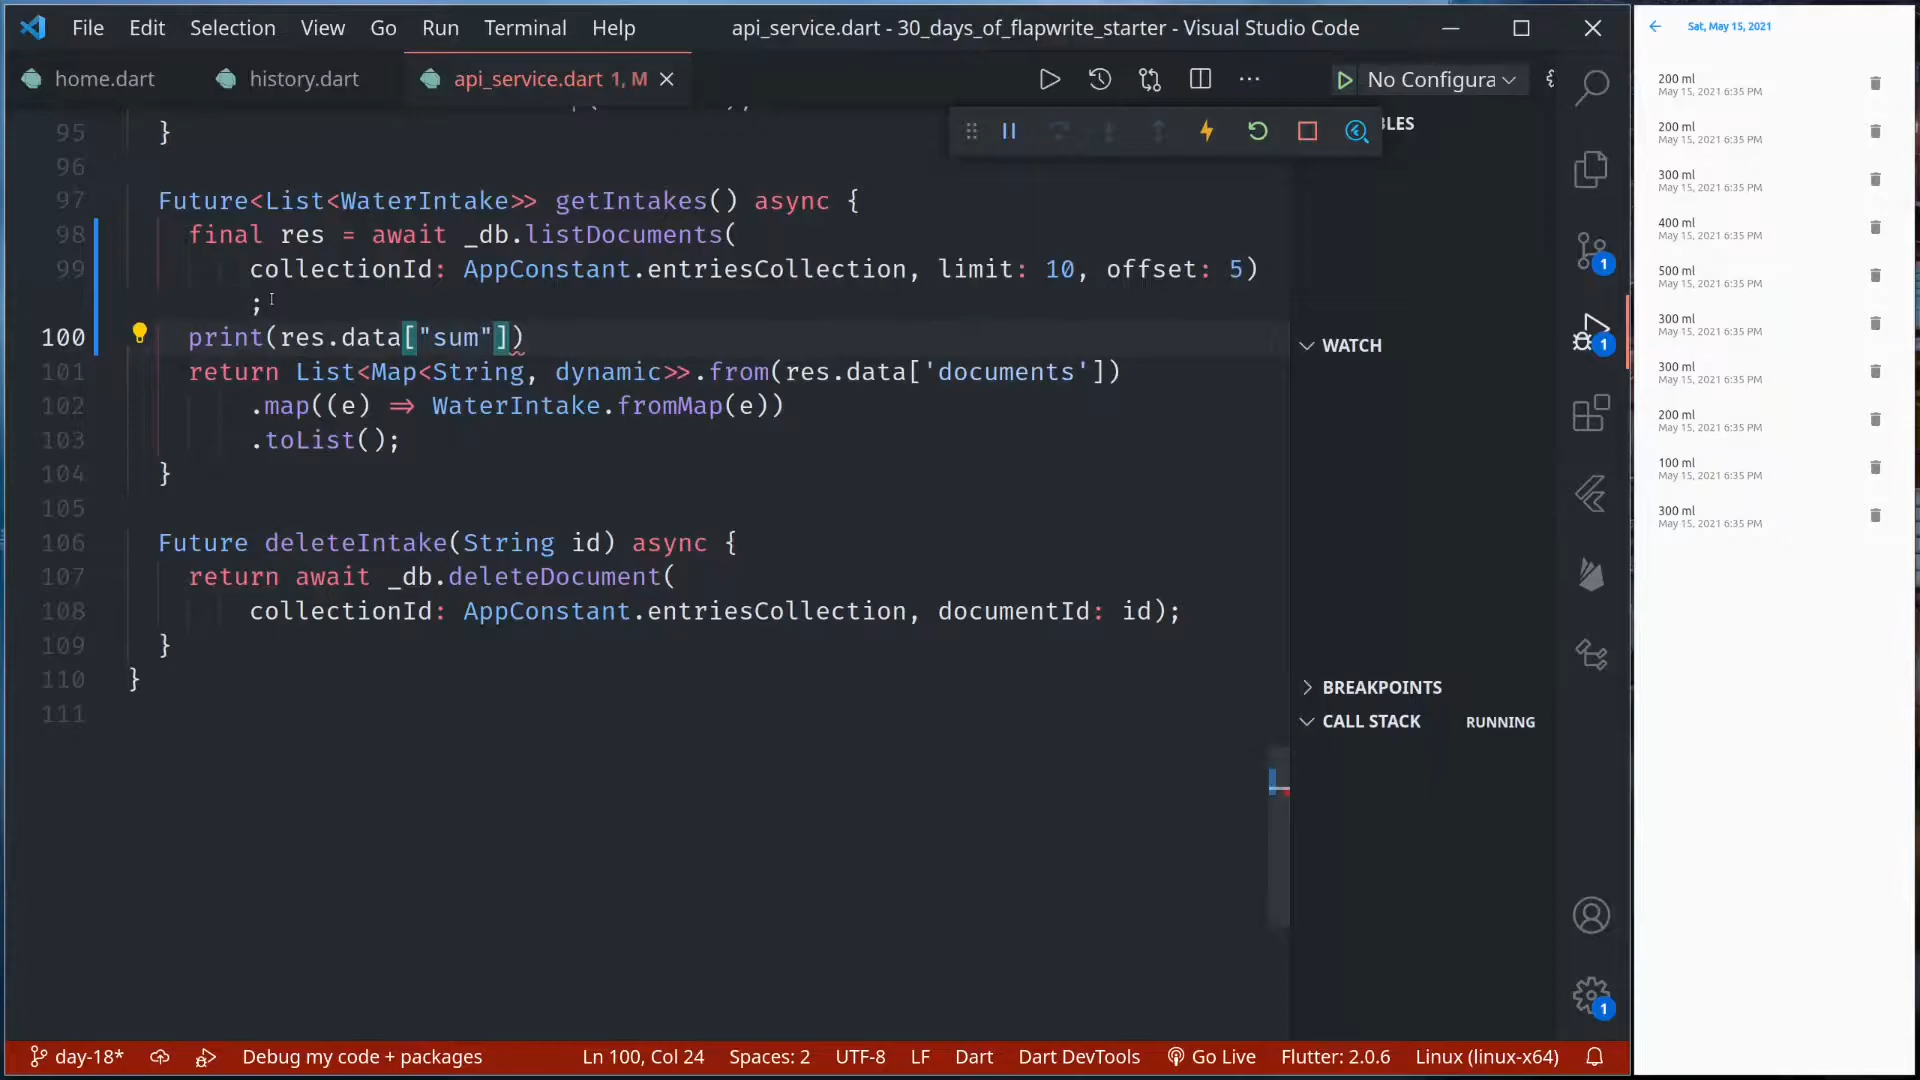 File Edit Selection View Go Run Terminal Help api_service.dart - 30_days_of_flapwrite_starter - Visual Studio Code
home.dart history.dart api_service.dart 1, M No Configura
95 }
96
97 Future<List<WaterIntake>> getIntakes() async {
98 final res = await _db.listDocuments(
99 collectionId: AppConstant.entriesCollection, limit: 10, offset: 5)
;
100 print(res.data["sum"])
101 return List<Map<String, dynamic>>.from(res.data['documents'])
102 .map((e) => WaterIntake.fromMap(e))
103 .toList();
104 }
105
106 Future deleteIntake(String id) async {
107 return await _db.deleteDocument(
108 collectionId: AppConstant.entriesCollection, documentId: id);
109 }
110 }
111
BLES
WATCH
BREAKPOINTS
CALL STACK RUNNING
1
1
1
day-18* Debug my code + packages Ln 100, Col 24 Spaces: 2 UTF-8 LF Dart Dart DevTools Go Live Flutter: 2.0.6 Linux (linux-x64)
Sat, May 15, 2021
200 ml
May 15, 2021 6:35 PM
200 ml
May 15, 2021 6:35 PM
300 ml
May 15, 2021 6:35 PM
400 ml
May 15, 2021 6:35 PM
500 ml
May 15, 2021 6:35 PM
300 ml
May 15, 2021 6:35 PM
300 ml
May 15, 2021 6:35 PM
200 ml
May 15, 2021 6:35 PM
100 ml
May 15, 2021 6:35 PM
300 ml
May 15, 2021 6:35 PM